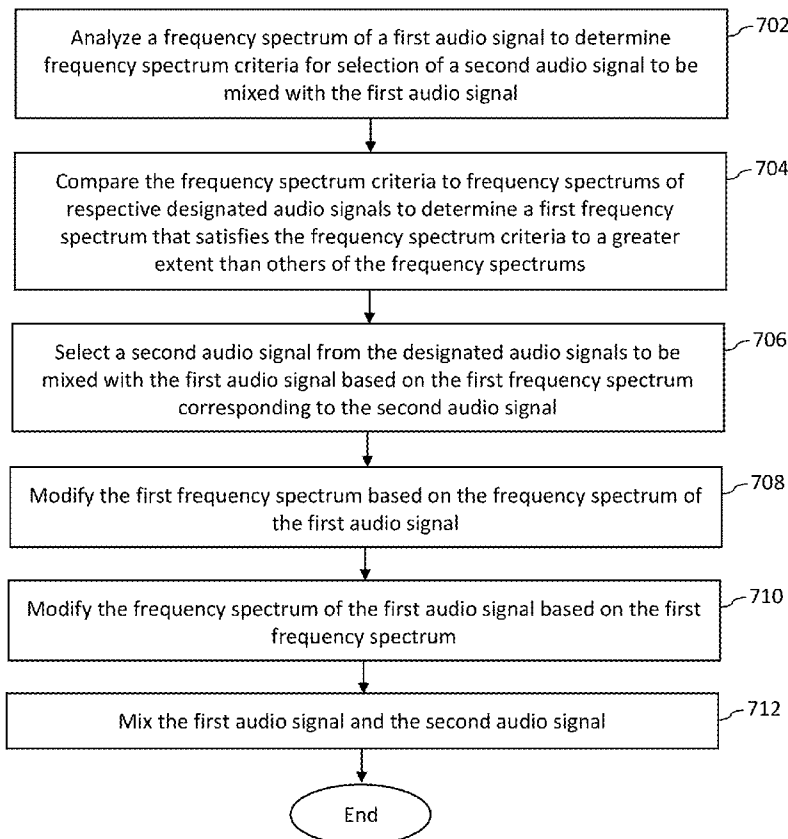 Analyze a frequency spectrum of a first audio signal to determine
frequency spectrum criteria for selection of a second audio signal to be
mixed with the first audio signal
702
Compare the frequency spectrum criteria to frequency spectrums of
respective designated audio signals to determine a first frequency
spectrum that satisfies the frequency spectrum criteria to a greater
extent than others of the frequency spectrums
704
Select a second audio signal from the designated audio signals to be
mixed with the first audio signal based on the first frequency spectrum
corresponding to the second audio signal
706
Modify the first frequency spectrum based on the frequency spectrum of
the first audio signal
708
Modify the frequency spectrum of the first audio signal based on the first
frequency spectrum
710
Mix the first audio signal and the second audio signal
712
End